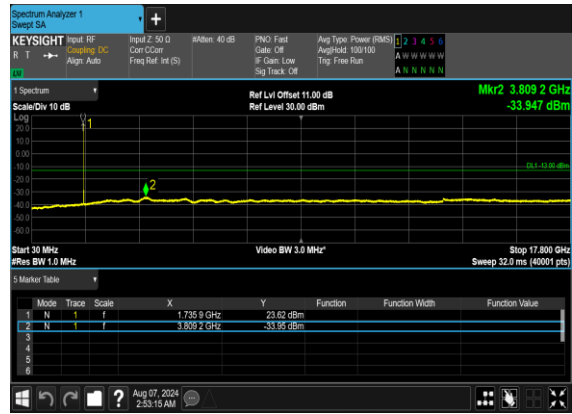 Spectrum Analyzer 1
Swept SA
+
KEYSIGHT Input: RF Input Z: 50 Ω #Atten: 40 dB PNO: Fast Avg Type: Power (RMS) 1 2 3 4 5 6
R T Coupling: DC Corr CCorr Gate: Off Avg|Hold: 100/100 A W W W W W
Align: Auto Freq Ref: Int (S) IF Gain: Low Trig: Free Run
Sig Track: Off A N N N N N
1 Spectrum Ref Lvl Offset 11.00 dB Mkr2 3.809 2 GHz
Scale/Div 10 dB Ref Level 30.00 dBm -33.947 dBm
Log
1
20.0
10.0
0.00
-10.0 DL1 -13.00 dBm
-20.0 2
-30.0
-40.0
-50.0
-60.0
Start 30 MHz Video BW 3.0 MHz* Stop 17.800 GHz
#Res BW 1.0 MHz Sweep 32.0 ms (40001 pts)
5 Marker Table
Mode Trace Scale X Y Function Function Width Function Value
1 N 1 f 1.735 9 GHz 23.62 dBm
2 N 1 f 3.809 2 GHz -33.95 dBm
3
4
5
6
? Aug 07, 2024
2:53:15 AM